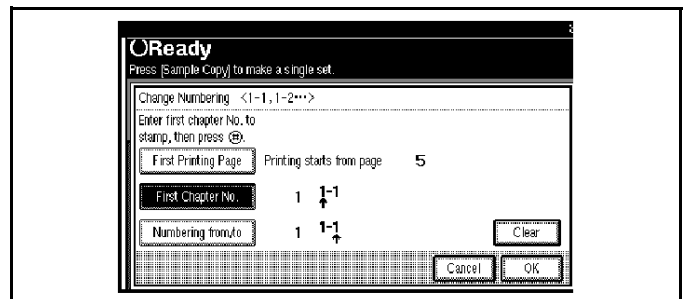 Ready
Press [Sample Copy] to make a single set.
Change Numbering <1-1,1-2···>
Enter first chapter No. to
stamp, then press ⊕.
First Printing Page Printing starts from page 5
First Chapter No. 1 1-1
Numbering from,to 1 1-1 Clear
Cancel OK